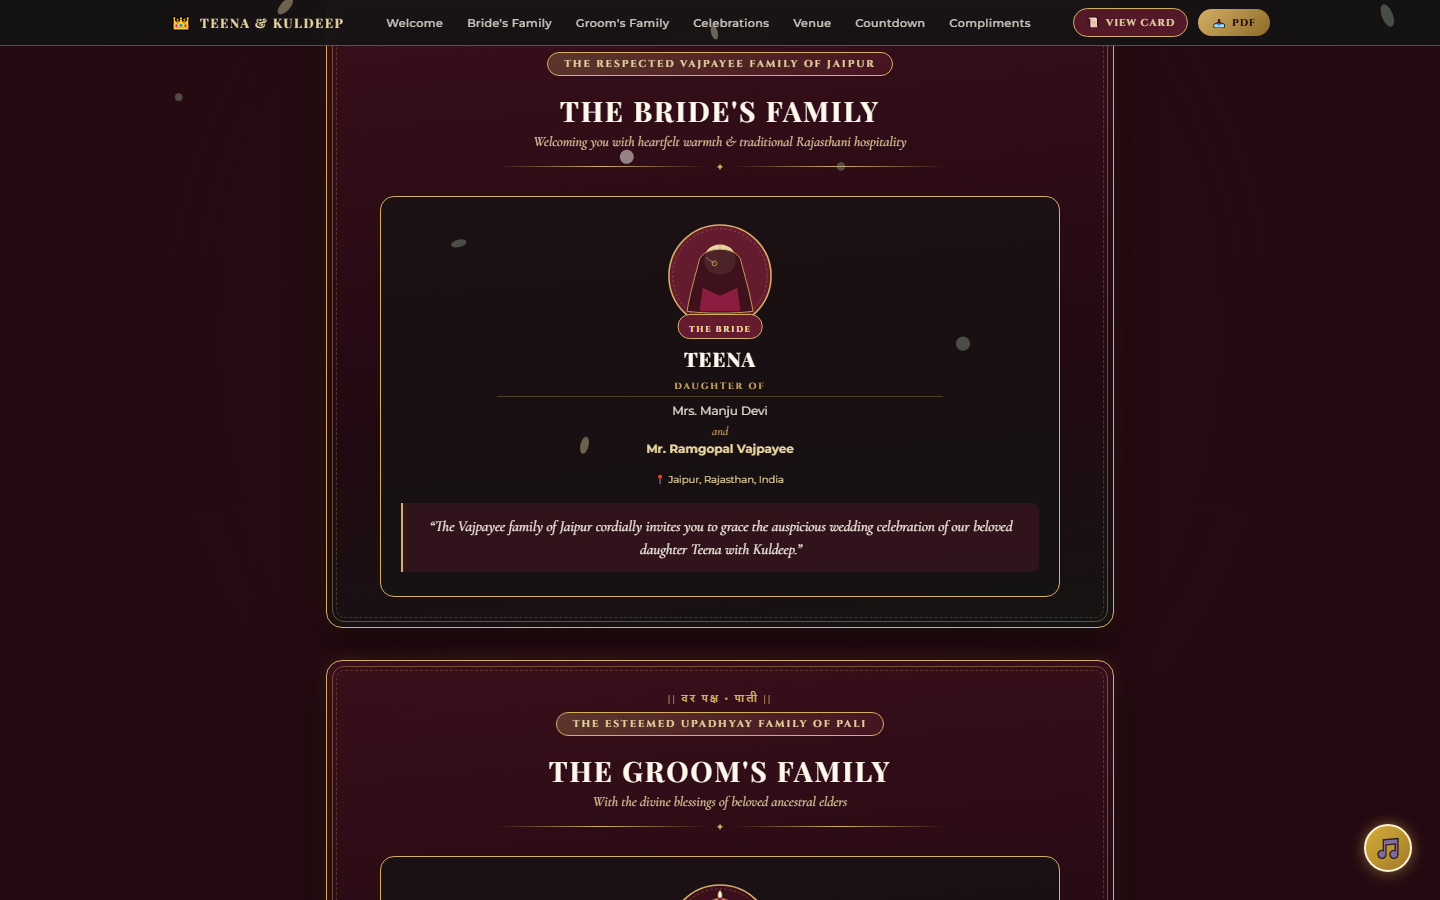 TEENA & KULDEEP
Welcome
Bride's Family
Groom's Family
Celebrations
Venue
Countdown
Compliments
VIEW CARD
PDF
THE RESPECTED VAJPAYEE FAMILY OF JAIPUR
THE BRIDE'S FAMILY
Welcoming you with heartfelt warmth & traditional Rajasthani hospitality
THE BRIDE
TEENA
DAUGHTER OF
Mrs. Manju Devi
and
Mr. Ramgopal Vajpayee
Jaipur, Rajasthan, India
“The Vajpayee family of Jaipur cordially invites you to grace the auspicious wedding celebration of our beloved
daughter Teena with Kuldeep.”
|| वर पक्ष • पाली ||
THE ESTEEMED UPADHYAY FAMILY OF PALI
THE GROOM'S FAMILY
With the divine blessings of beloved ancestral elders